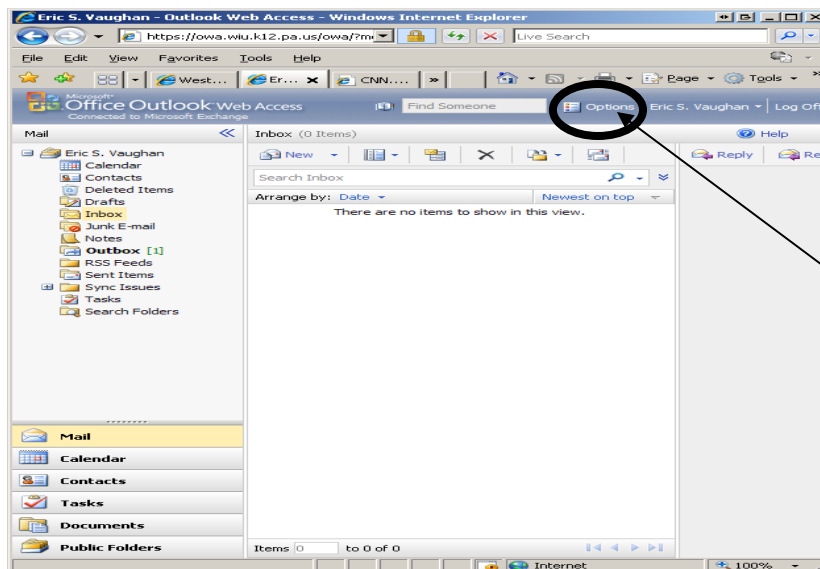 Eric S. Vaughan - Outlook Web Access - Windows Internet Explorer
https://owa.wiu.k12.pa.us/owa/?m
Live Search
File Edit View Favorites Tools Help
West... Er... CNN.... » Page Tools »
Microsoft
Office Outlook Web Access
Connected to Microsoft Exchange
Find Someone Options Eric S. Vaughan Log Off
Mail « Inbox (0 Items) Help
Eric S. Vaughan
Calendar
Contacts
Deleted Items
Drafts
Inbox
Junk E-mail
Notes
Outbox [1]
RSS Feeds
Sent Items
Sync Issues
Tasks
Search Folders
New Reply Re
Search Inbox
Arrange by: Date Newest on top
There are no items to show in this view.
Mail
Calendar
Contacts
Tasks
Documents
Public Folders
Items 0 to 0 of 0
Internet 100%